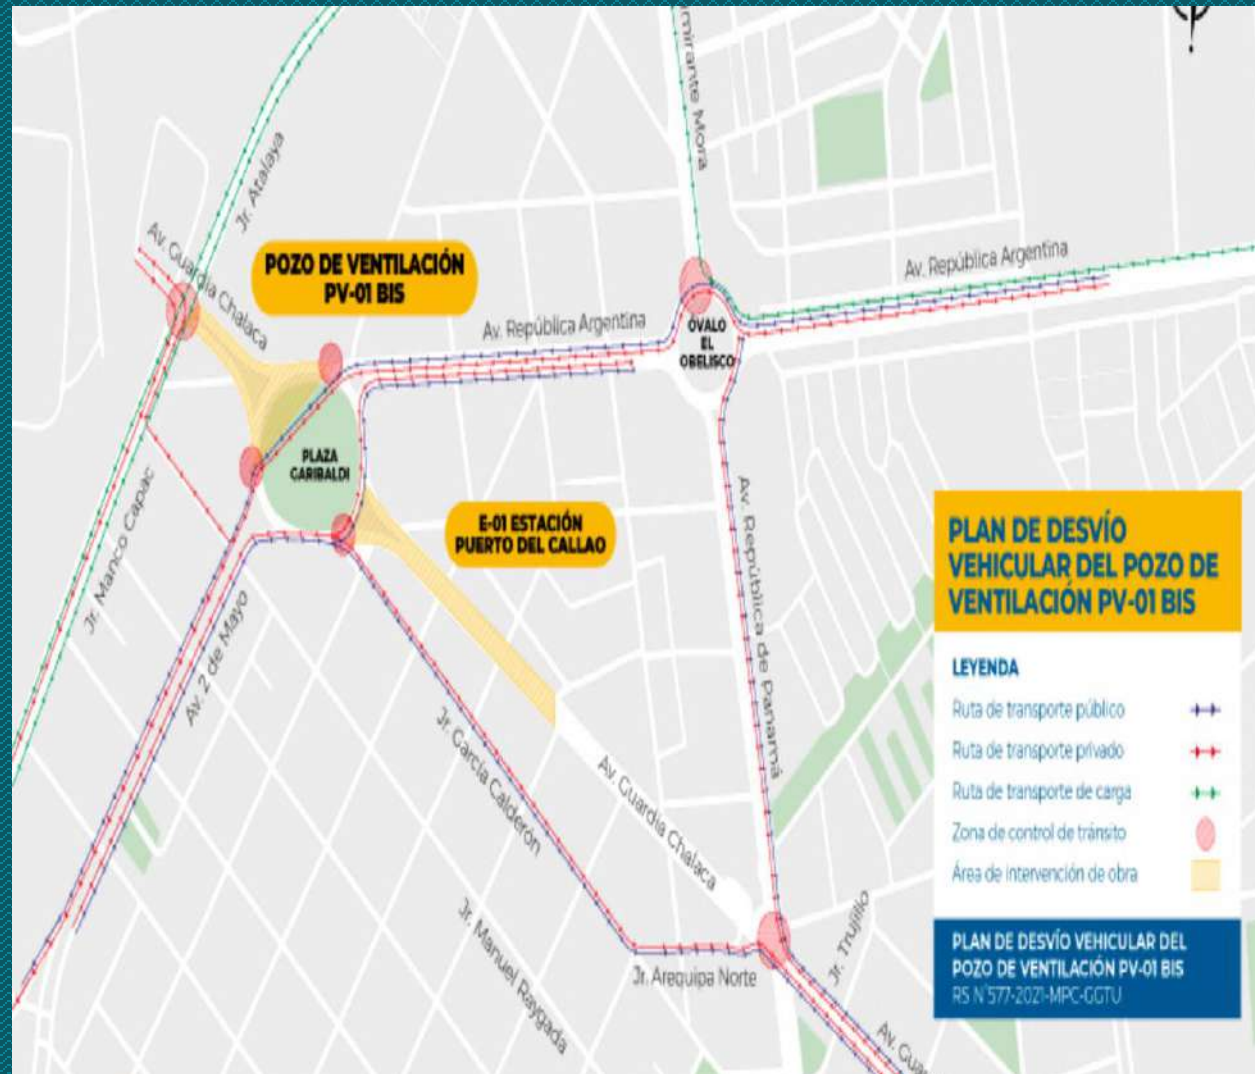 mirante Mora
Jr. Atalaya
Av. Guardia Chalaca
POZO DE VENTILACIÓN
PV-01 BIS
Av. República Argentina
Av. República Argentina
ÓVALO
EL
OBELISCO
PLAZA
GARIBALDI
E-01 ESTACIÓN
PUERTO DEL CALLAO
Jr. Manco Capac
Av. 2 de Mayo
Av. República de Panamá
Jr. García Calderón
Av. Guardia Chalaca
Jr. Manuel Raygada
Jr. Arequipa Norte
Jr. Trujillo
Av. Gua
PLAN DE DESVÍO
VEHICULAR DEL POZO DE
VENTILACIÓN PV-01 BIS
LEYENDA
Ruta de transporte público
Ruta de transporte privado
Ruta de transporte de carga
Zona de control de tránsito
Área de intervención de obra
PLAN DE DESVÍO VEHICULAR DEL
POZO DE VENTILACIÓN PV-01 BIS
RS N°577-2021-MPC-GGTU